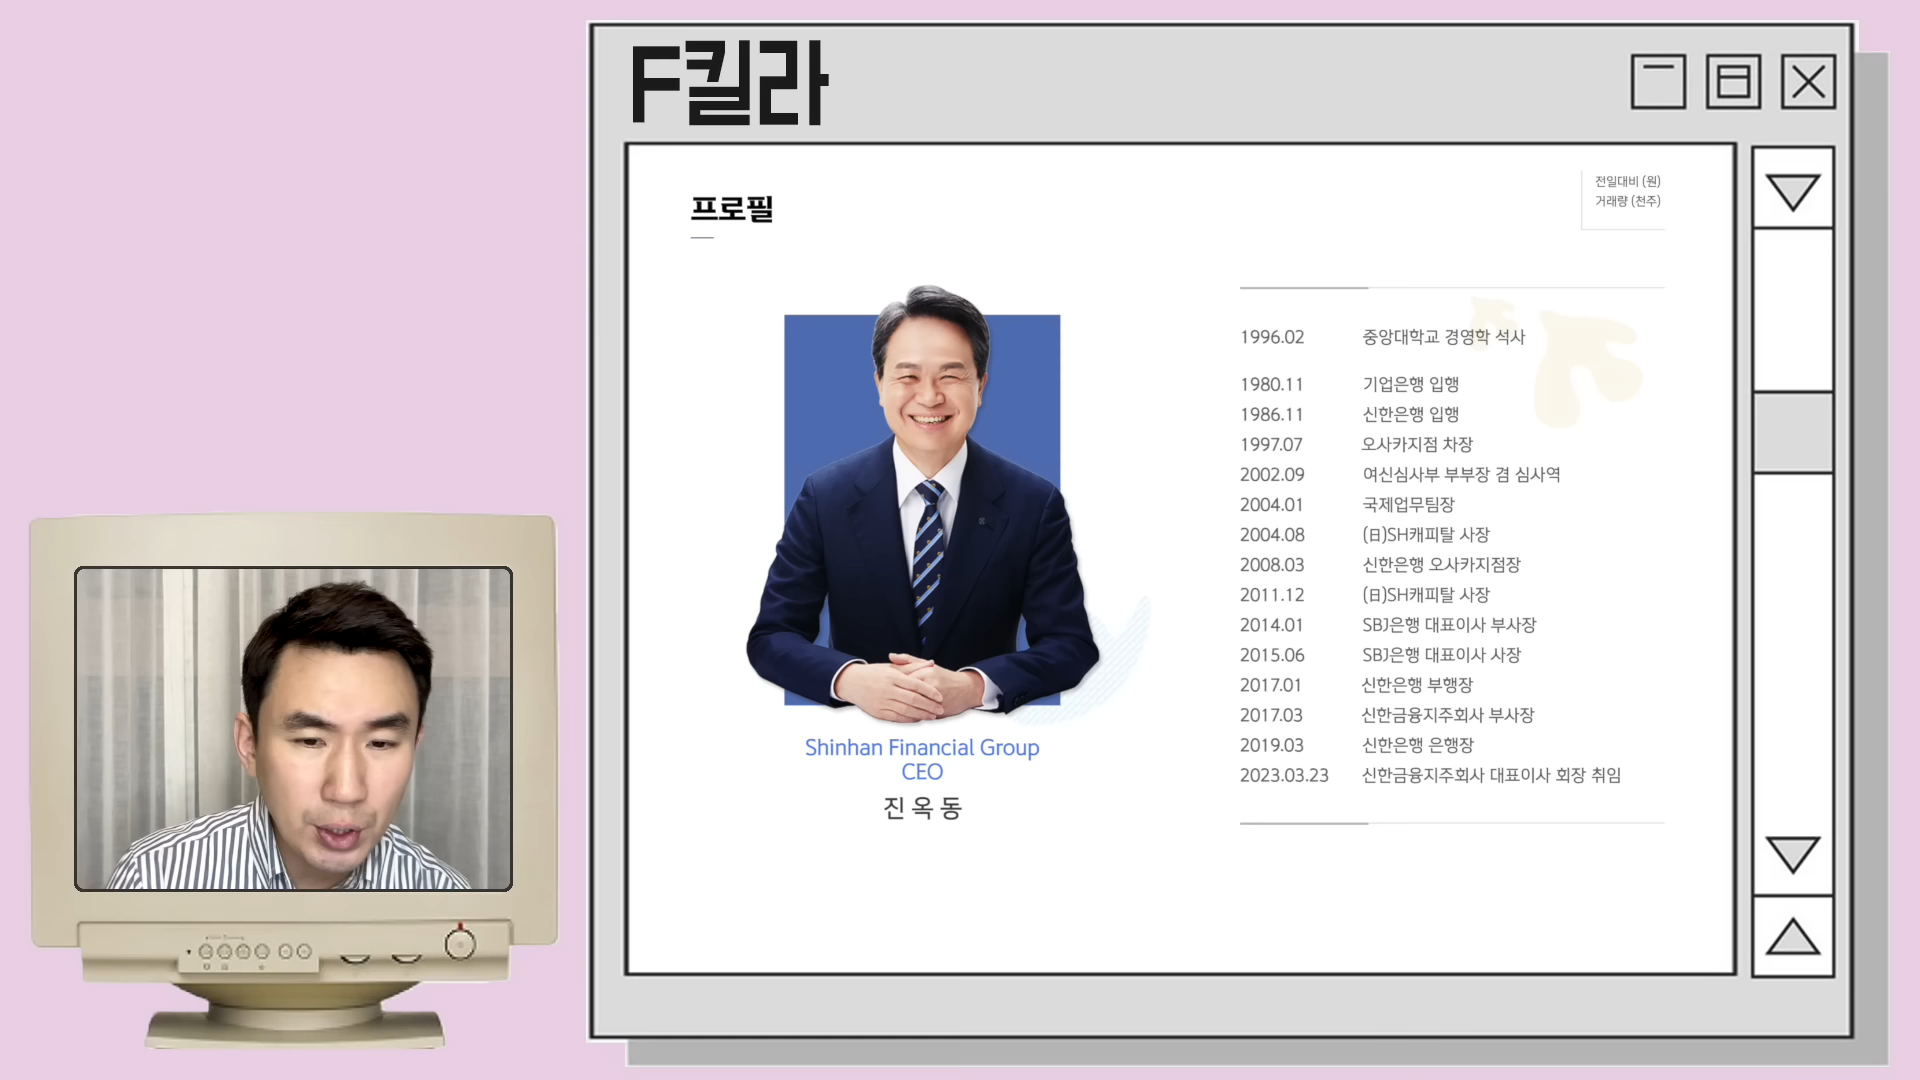 F킬라
프로필
전일대비 (원)
거래량 (천주)
1996.02 중앙대학교 경영학 석사
1980.11 기업은행 입행
1986.11 신한은행 입행
1997.07 오사카지점 차장
2002.09 여신심사부 부부장 겸 심사역
2004.01 국제업무팀장
2004.08 (日)SH캐피탈 사장
2008.03 신한은행 오사카지점장
2011.12 (日)SH캐피탈 사장
2014.01 SBJ은행 대표이사 부사장
2015.06 SBJ은행 대표이사 사장
2017.01 신한은행 부행장
2017.03 신한금융지주회사 부사장
2019.03 신한은행 은행장
2023.03.23 신한금융지주회사 대표이사 회장 취임
Shinhan Financial Group
CEO
진 옥 동